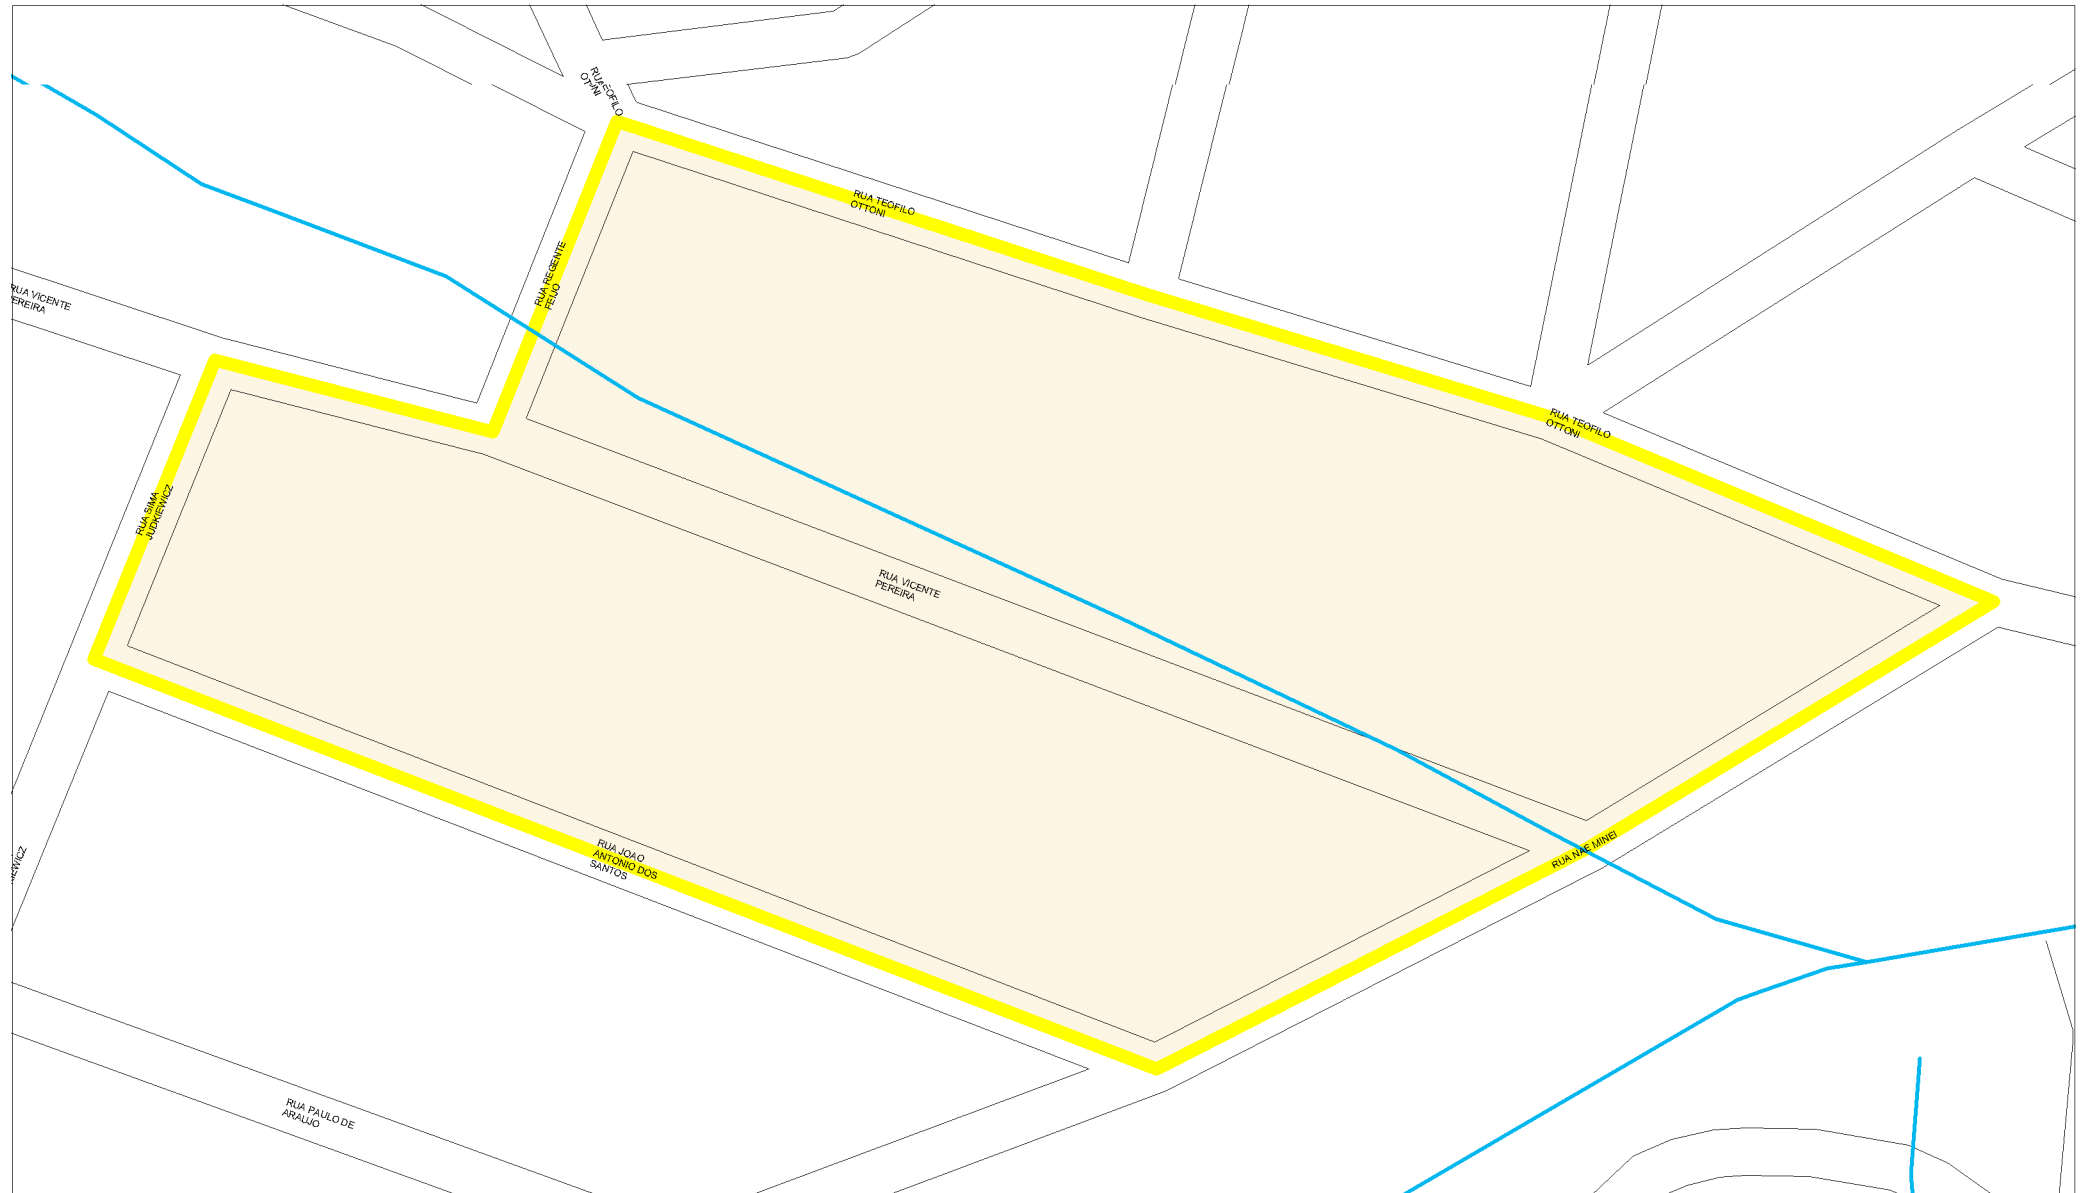 RUA TEOFILO
OTTONI
RUA TEOFILO
OTTONI
RUA REGENTE
FEIJO
RUA VICENTE
PEREIRA
RUA TEOFILO
OTTONI
RUA SIMA
JUDKIEWICZ
RUA VICENTE
PEREIRA
RUA JOAO
ANTONIO DOS
SANTOS
RUA NAE MINEI
KIEWICZ
RUA PAULO DE
ARAUJO